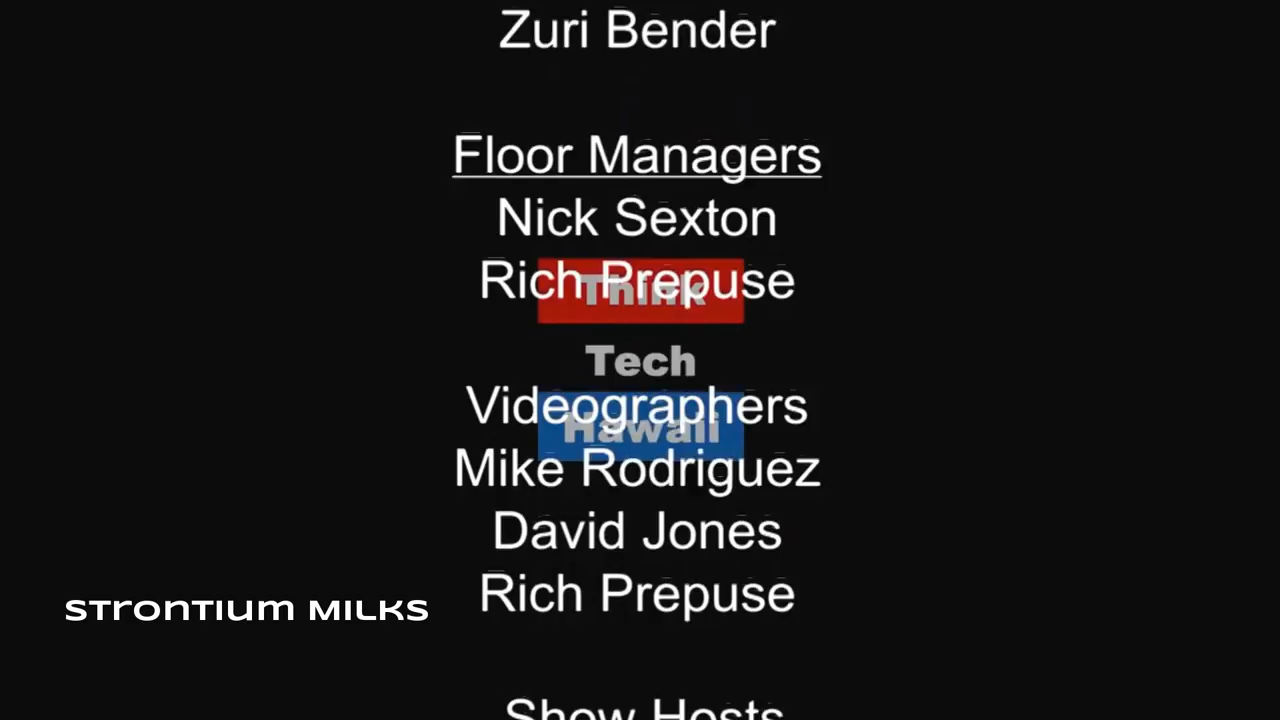 Zuri Bender
Floor Managers
Nick Sexton
Rich Prepuse
Think
Tech
Videographers
Hawaii
Mike Rodriguez
David Jones
Rich Prepuse
STRONTIUM MILKS
Show Hosts